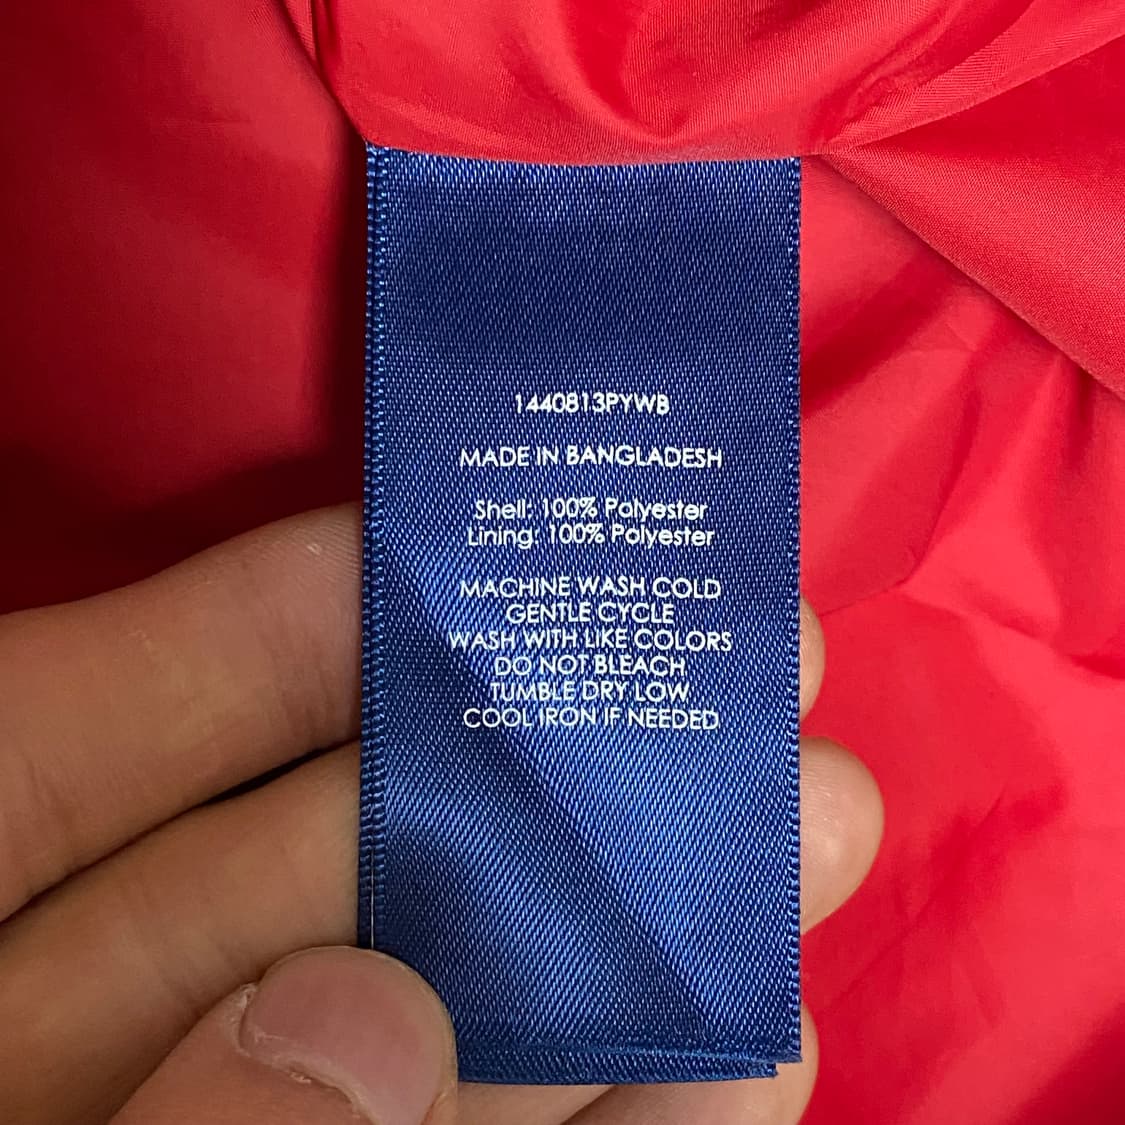 1440813PYWB
MADE IN BANGLADESH
Shell: 100% Polyester
Lining: 100% Polyester
MACHINE WASH COLD
GENTLE CYCLE
WASH WITH LIKE COLORS
DO NOT BLEACH
TUMBLE DRY LOW
COOL IRON IF NEEDED